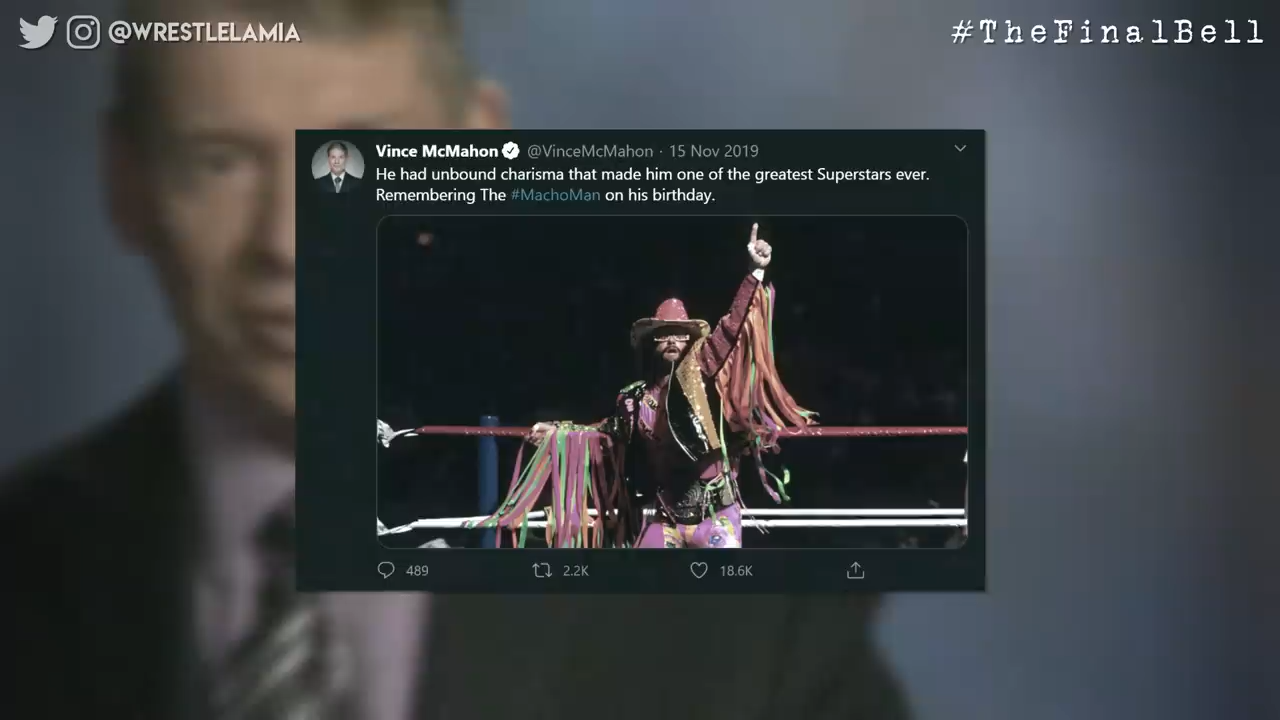 @WRESTLELAMIA
#TheFinalBell
Vince McMahon @VinceMcMahon · 15 Nov 2019
He had unbound charisma that made him one of the greatest Superstars ever.
Remembering The #MachoMan on his birthday.
489 2.2K 18.6K